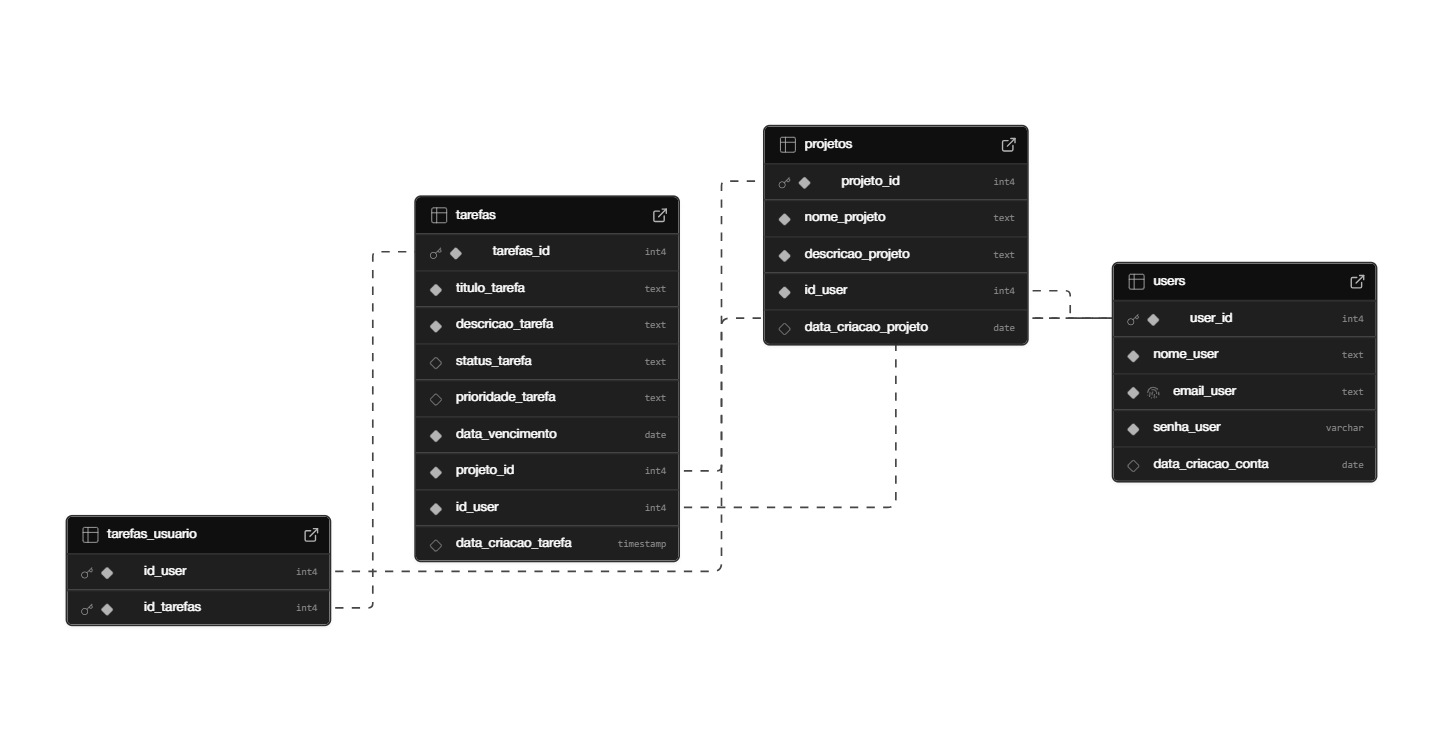 projetos
projeto_id int4
nome_projeto text
descricao_projeto text
id_user int4
data_criacao_projeto date
tarefas
tarefas_id int4
titulo_tarefa text
descricao_tarefa text
status_tarefa text
prioridade_tarefa text
data_vencimento date
projeto_id int4
id_user int4
data_criacao_tarefa timestamp
users
user_id int4
nome_user text
email_user text
senha_user varchar
data_criacao_conta date
tarefas_usuario
id_user int4
id_tarefas int4